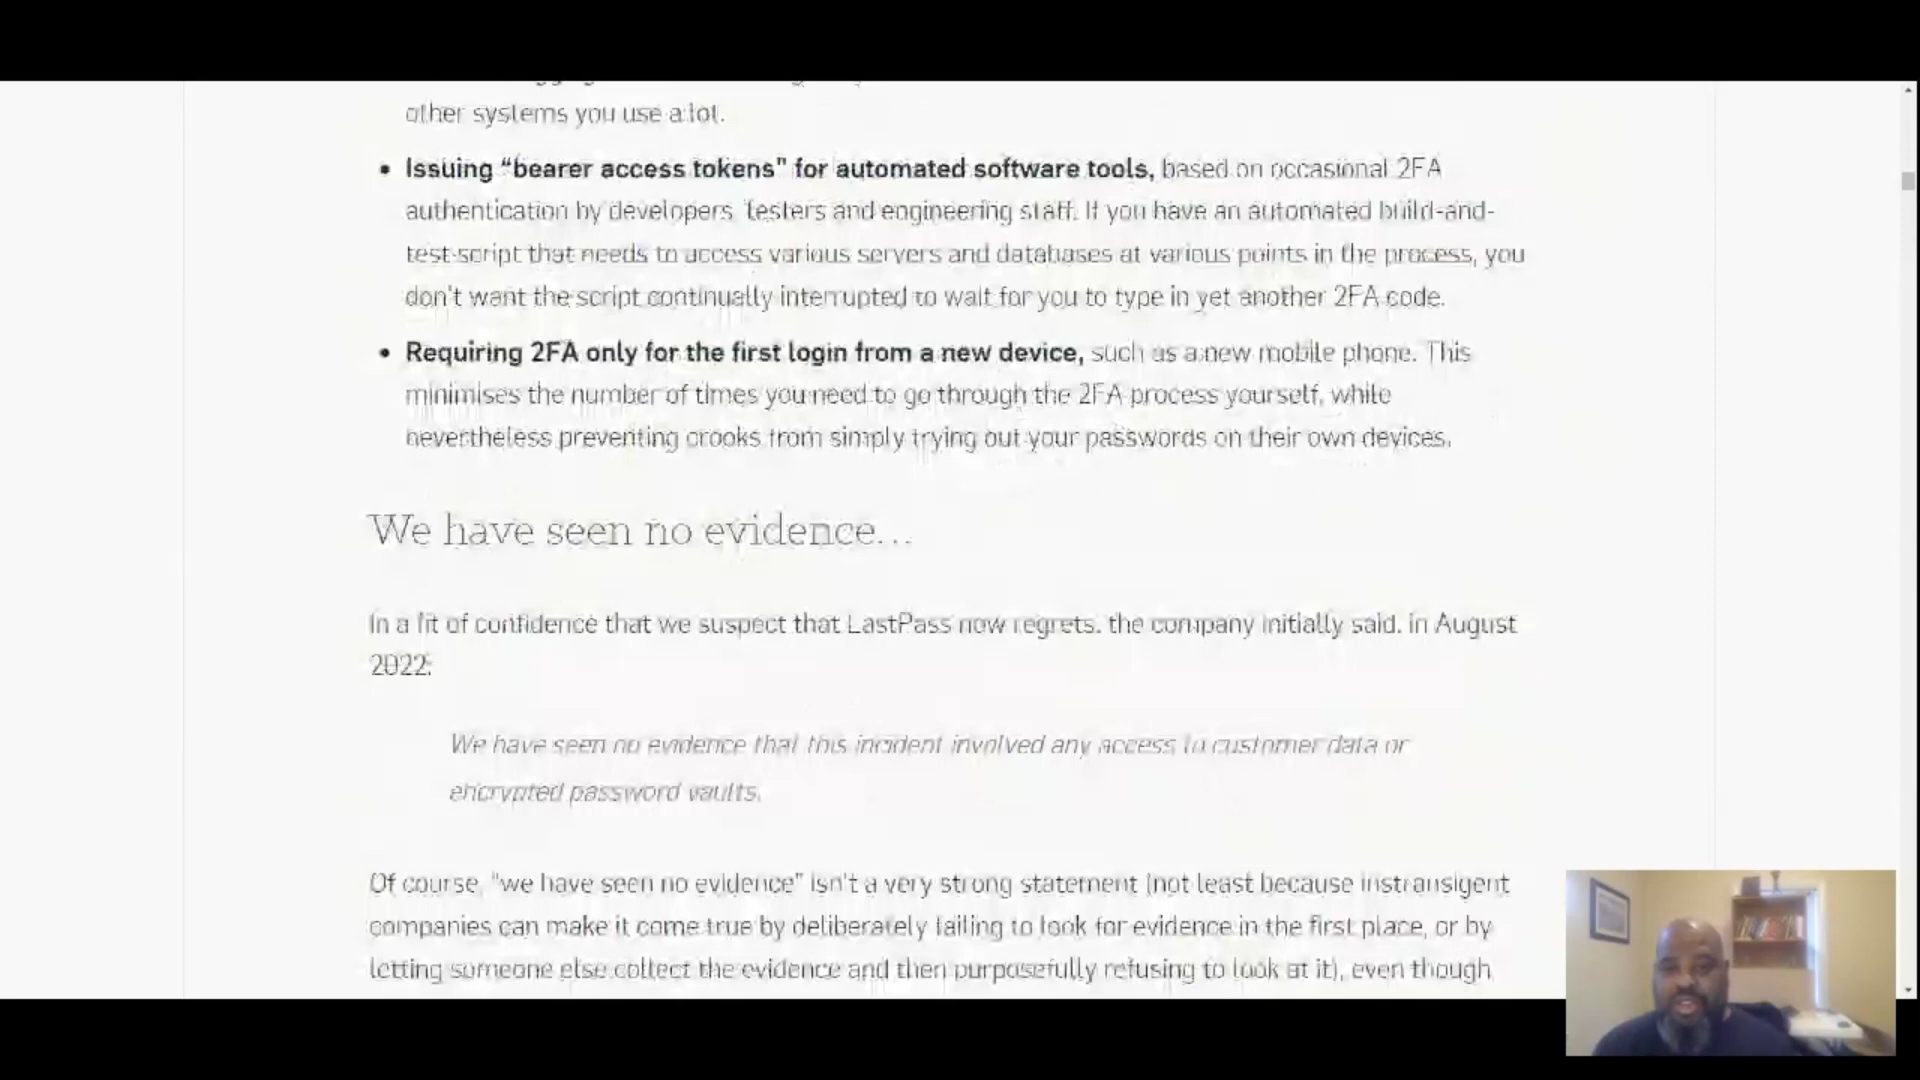 other systems you use a lot.
• Issuing “bearer access tokens” for automated software tools, based on occasional 2FA
authentication by developers, testers and engineering staff. If you have an automated build-and-
test-script that needs to access various servers and databases at various points in the process, you
don't want the script continually interrupted to wait for you to type in yet another 2FA code.
• Requiring 2FA only for the first login from a new device, such as a new mobile phone. This
minimises the number of times you need to go through the 2FA process yourself, while
nevertheless preventing crooks from simply trying out your passwords on their own devices.
We have seen no evidence…
In a fit of confidence that we suspect that LastPass now regrets, the company initially said, in August
2022:
We have seen no evidence that this incident involved any access to customer data or
encrypted password vaults.
Of course, “we have seen no evidence” isn't a very strong statement (not least because instransigent
companies can make it come true by deliberately failing to look for evidence in the first place, or by
letting someone else collect the evidence and then purposefully refusing to look at it), even though